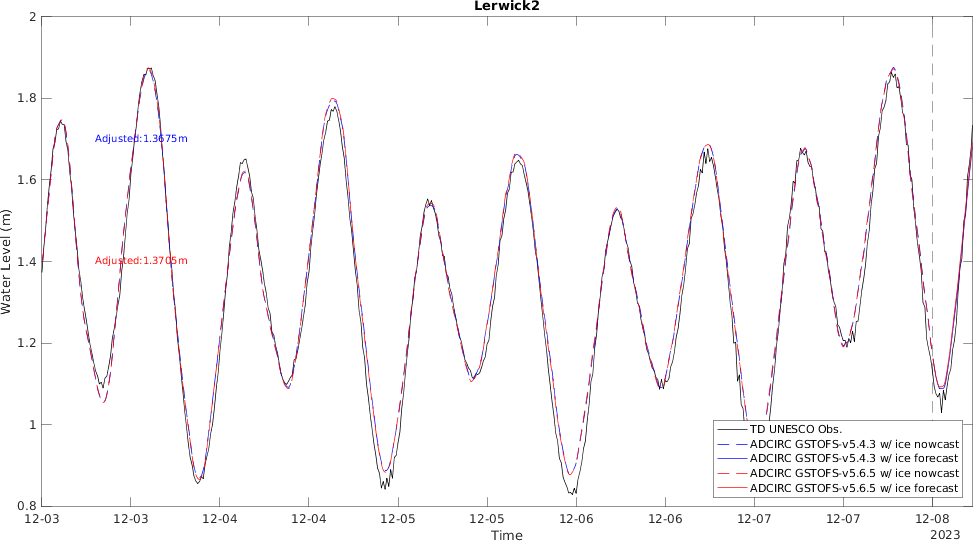 Lerwick2
2
1.8
1.6
1.4
1.2
1
0.8
Water Level (m)
Adjusted:1.3675m
Adjusted:1.3705m
TD UNESCO Obs.
ADCIRC GSTOFS-v5.4.3 w/ ice nowcast
ADCIRC GSTOFS-v5.4.3 w/ ice forecast
ADCIRC GSTOFS-v5.6.5 w/ ice nowcast
ADCIRC GSTOFS-v5.6.5 w/ ice forecast
12-03 12-03 12-04 12-04 12-05 12-05 12-06 12-06 12-07 12-07 12-08
Time
2023